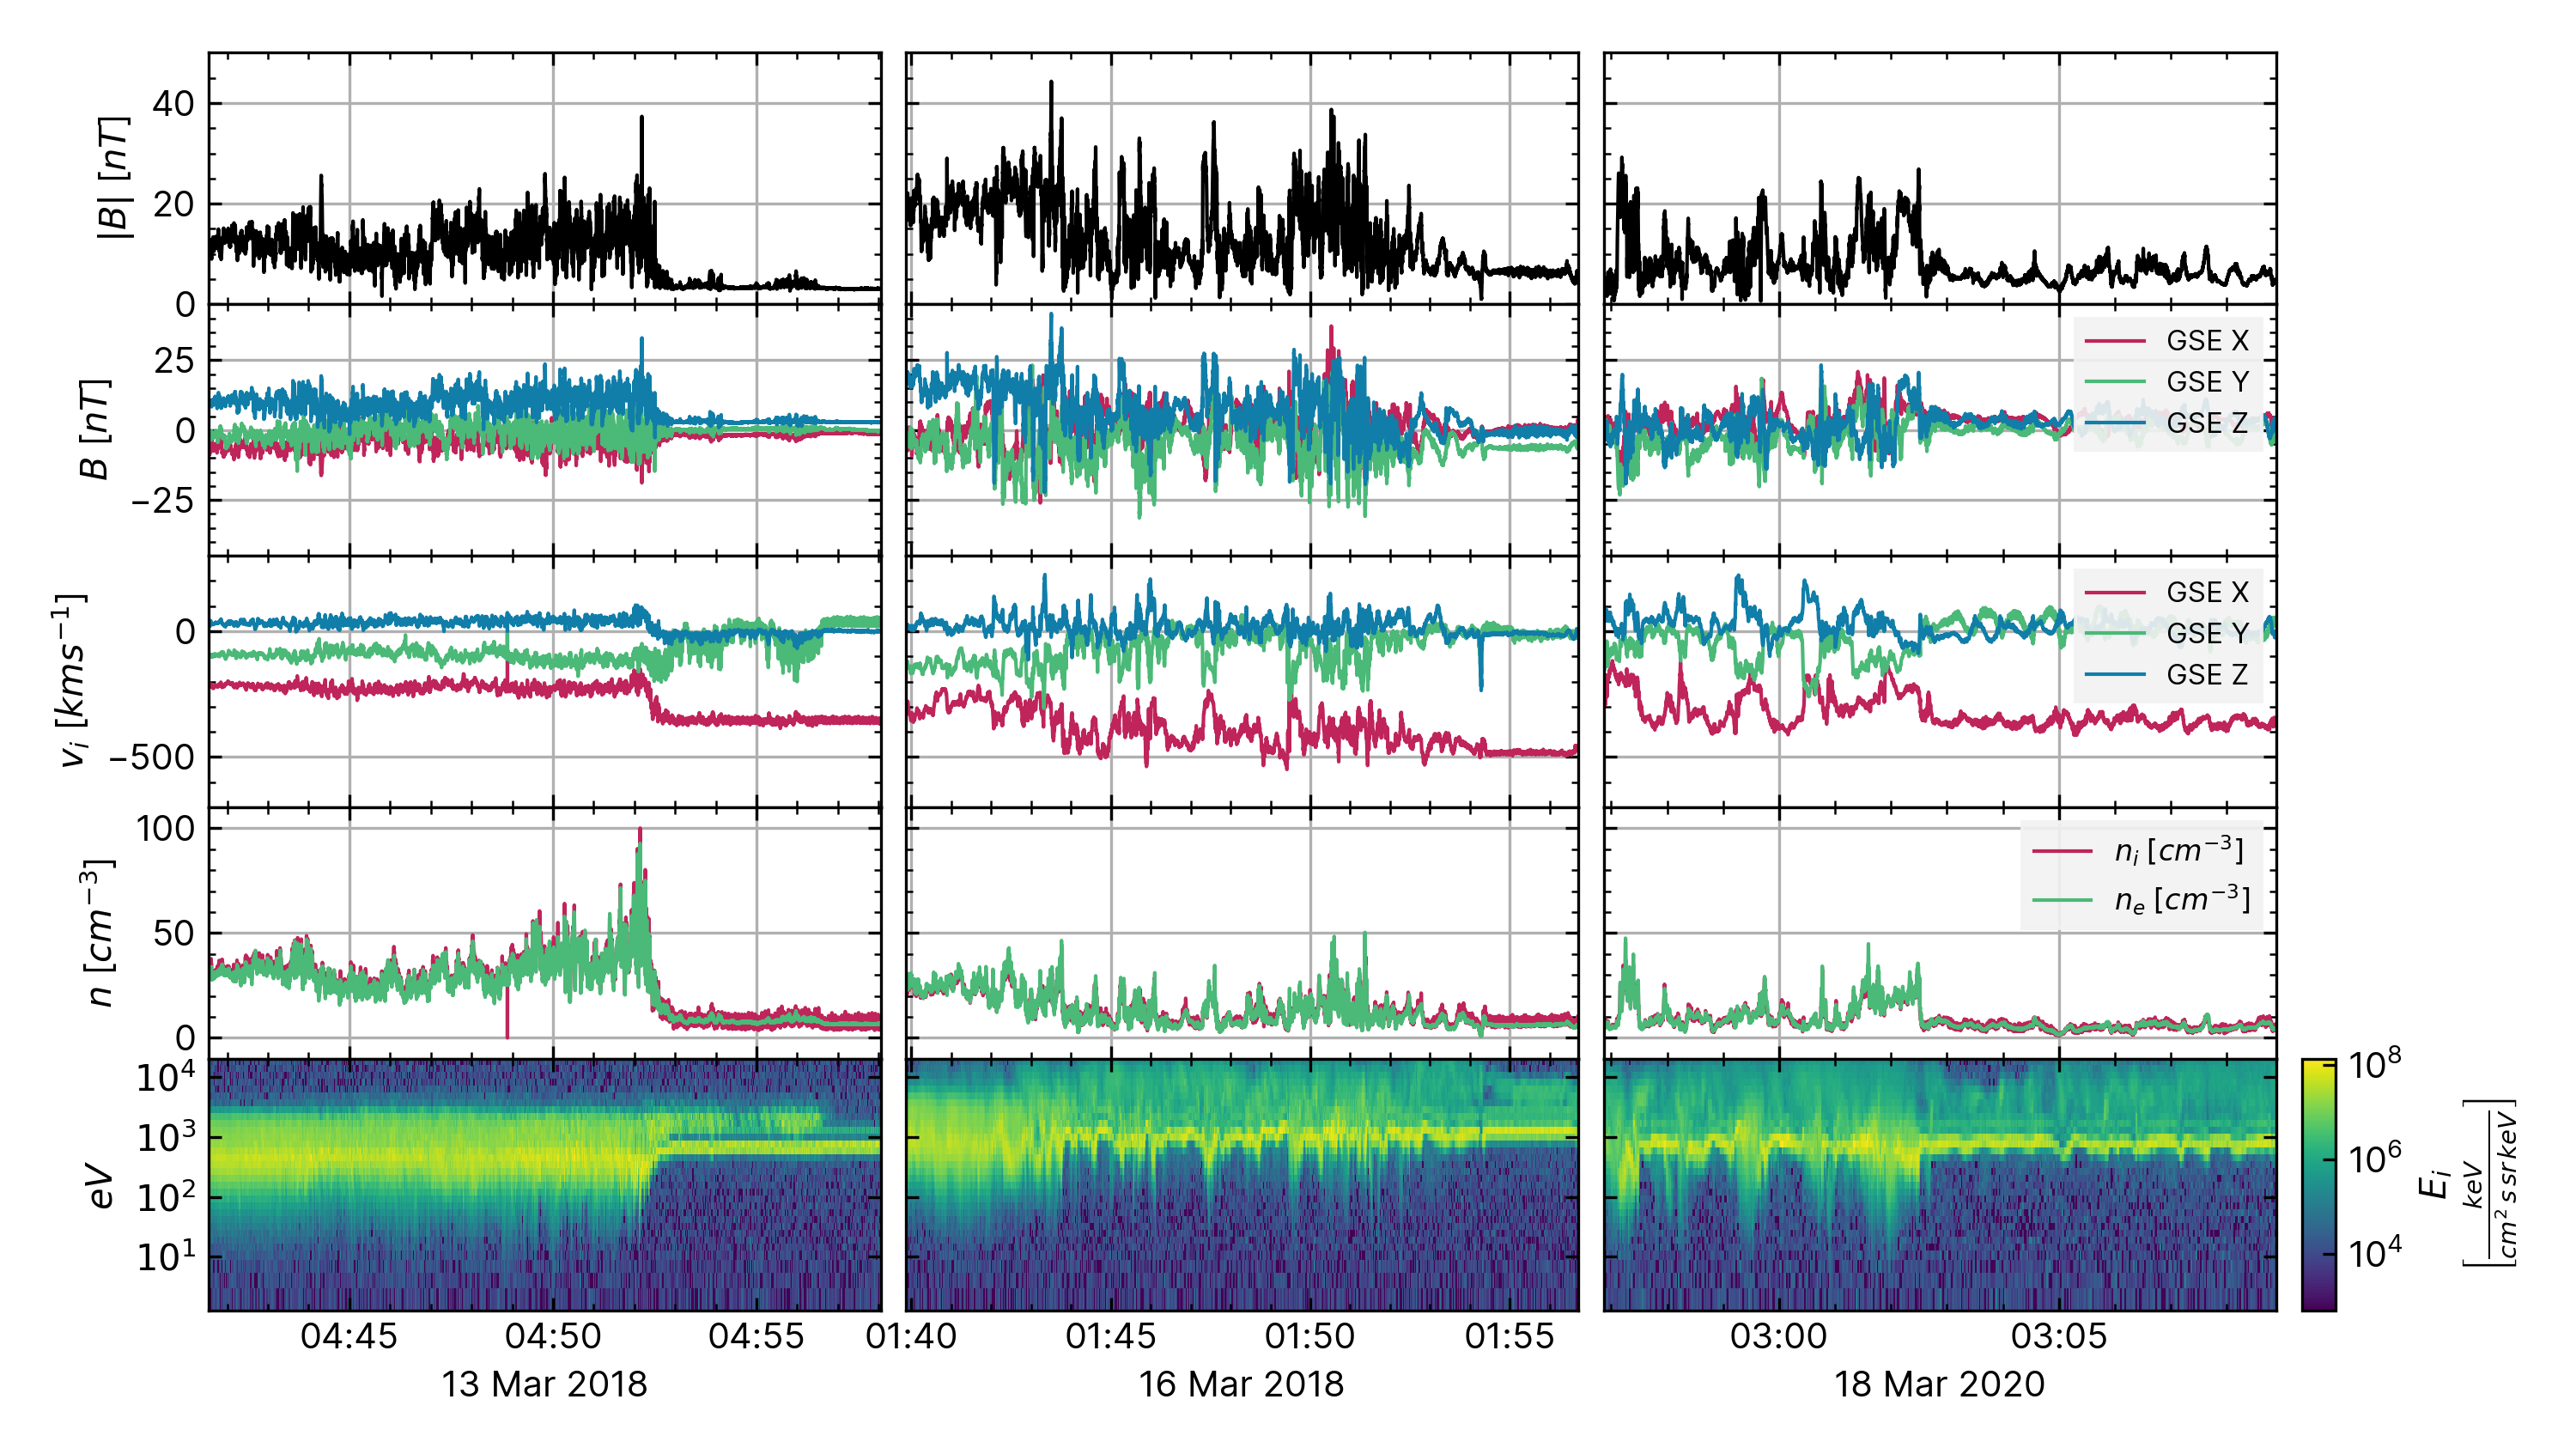 |B| [nT]
40
20
0
B [nT]
25
0
−25
GSE X
GSE Y
GSE Z
v_i [kms^−1]
0
−500
GSE X
GSE Y
GSE Z
n [cm^−3]
100
50
0
n_i [cm^−3]
n_e [cm^−3]
eV
10^4
10^3
10^2
10^1
10^8
10^6
10^4
E_i
[keV / cm^2 s sr keV]
04:45 04:50 04:55 01:40 01:45 01:50 01:55 03:00 03:05
13 Mar 2018 16 Mar 2018 18 Mar 2020